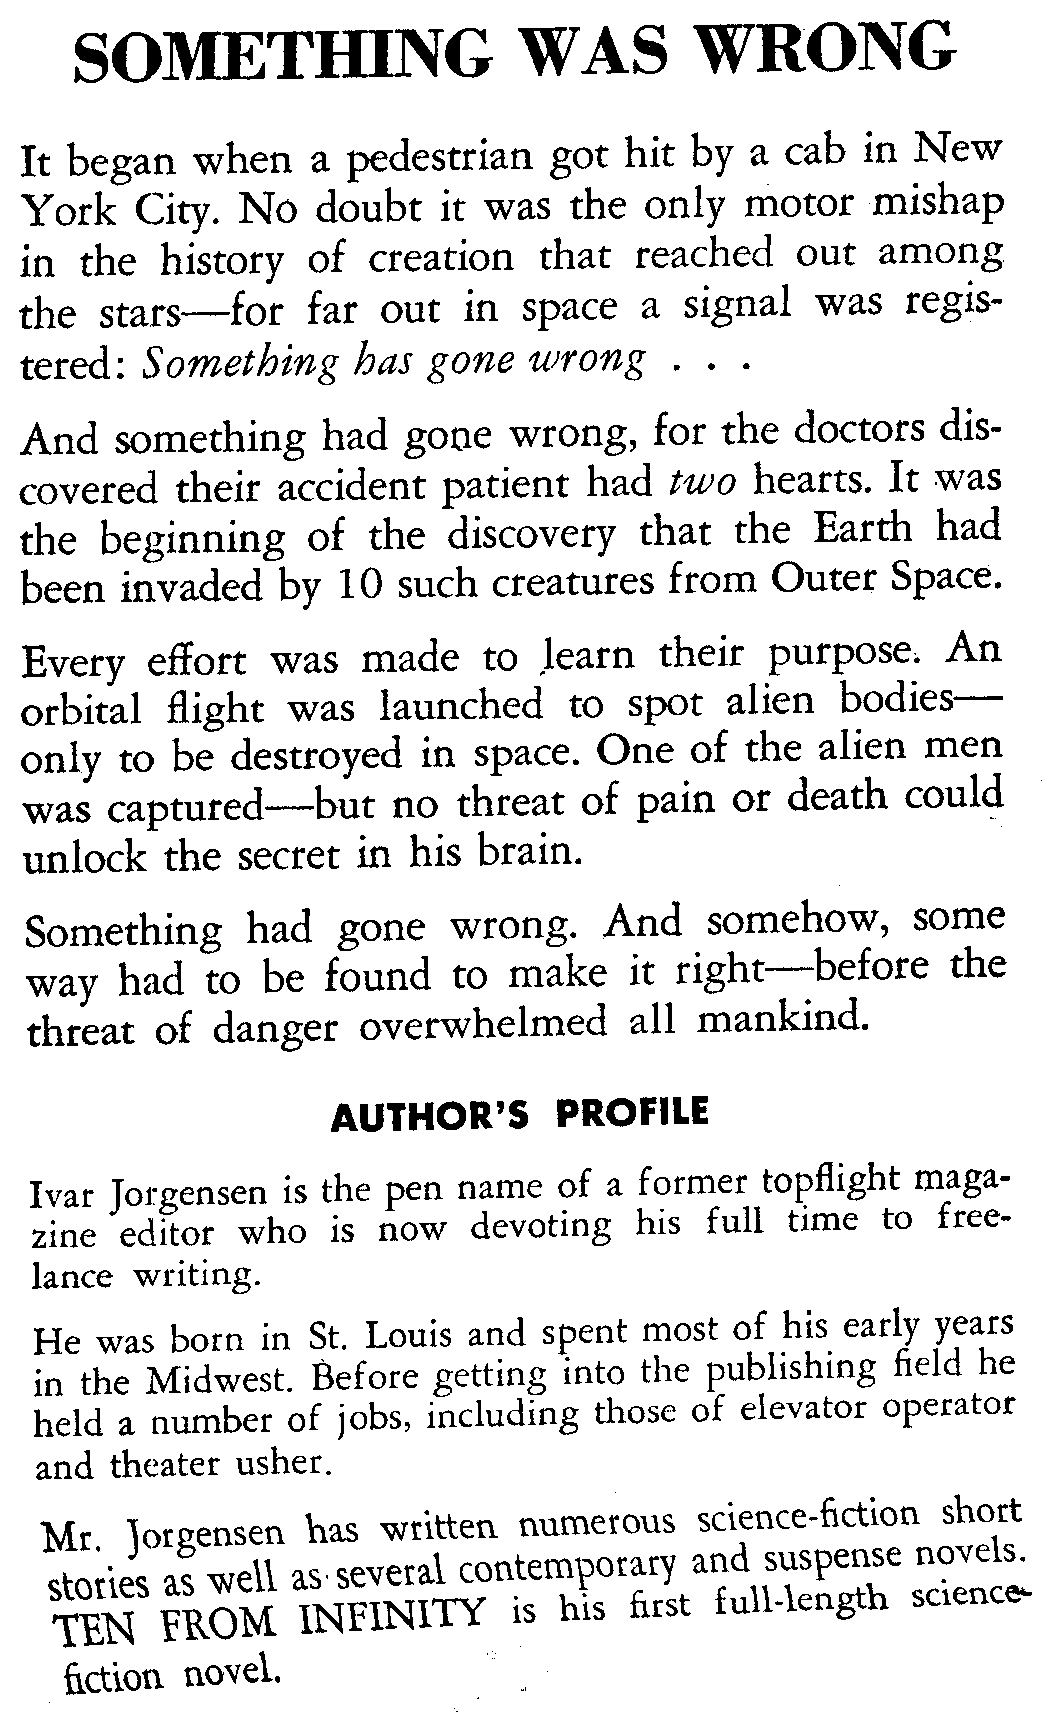 SOMETHING WAS WRONG
It began when a pedestrian got hit by a cab in New
York City. No doubt it was the only motor mishap
in the history of creation that reached out among
the stars—for far out in space a signal was regis-
tered: Something has gone wrong . . .
And something had gone wrong, for the doctors dis-
covered their accident patient had two hearts. It was
the beginning of the discovery that the Earth had
been invaded by 10 such creatures from Outer Space.
Every effort was made to learn their purpose. An
orbital flight was launched to spot alien bodies—
only to be destroyed in space. One of the alien men
was captured—but no threat of pain or death could
unlock the secret in his brain.
Something had gone wrong. And somehow, some
way had to be found to make it right—before the
threat of danger overwhelmed all mankind.
AUTHOR'S PROFILE
Ivar Jorgensen is the pen name of a former topflight maga-
zine editor who is now devoting his full time to free-
lance writing.
He was born in St. Louis and spent most of his early years
in the Midwest. Before getting into the publishing field he
held a number of jobs, including those of elevator operator
and theater usher.
Mr. Jorgensen has written numerous science-fiction short
stories as well as several contemporary and suspense novels.
TEN FROM INFINITY is his first full-length science-
fiction novel.